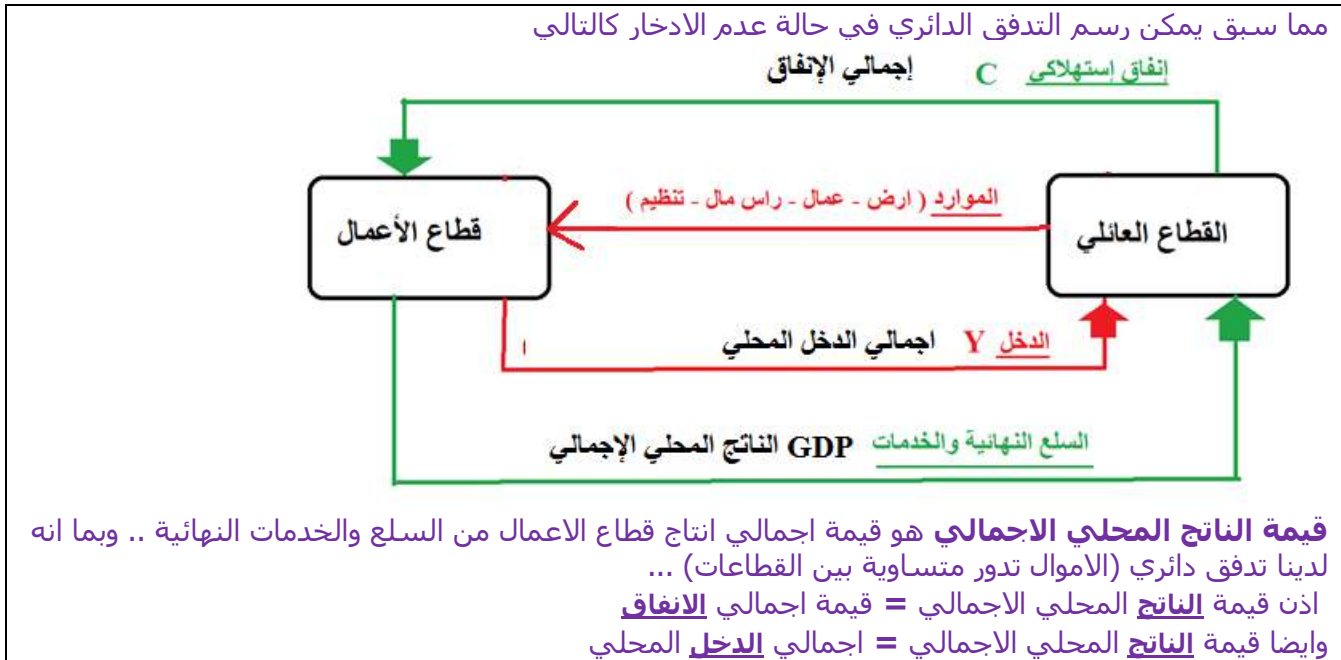 مما سبق يمكن رسم التدفق الدائري في حالة عدم الادخار كالتالي
إنفاق إستهلاكي C إجمالي الإنفاق
الموارد ( ارض - عمال - راس مال - تنظيم )
القطاع العائلي
قطاع الأعمال
الدخل Y اجمالي الدخل المحلي
ا
السلع النهائية والخدمات GDP الناتج المحلي الإجمالي
قيمة الناتج المحلي الاجمالي هو قيمة اجمالي انتاج قطاع الاعمال من السلع والخدمات النهائية .. وبما انه
لدينا تدفق دائري (الاموال تدور متساوية بين القطاعات) ...
اذن قيمة الناتج المحلي الاجمالي = قيمة اجمالي الانفاق
وايضا قيمة الناتج المحلي الاجمالي = اجمالي الدخل المحلي